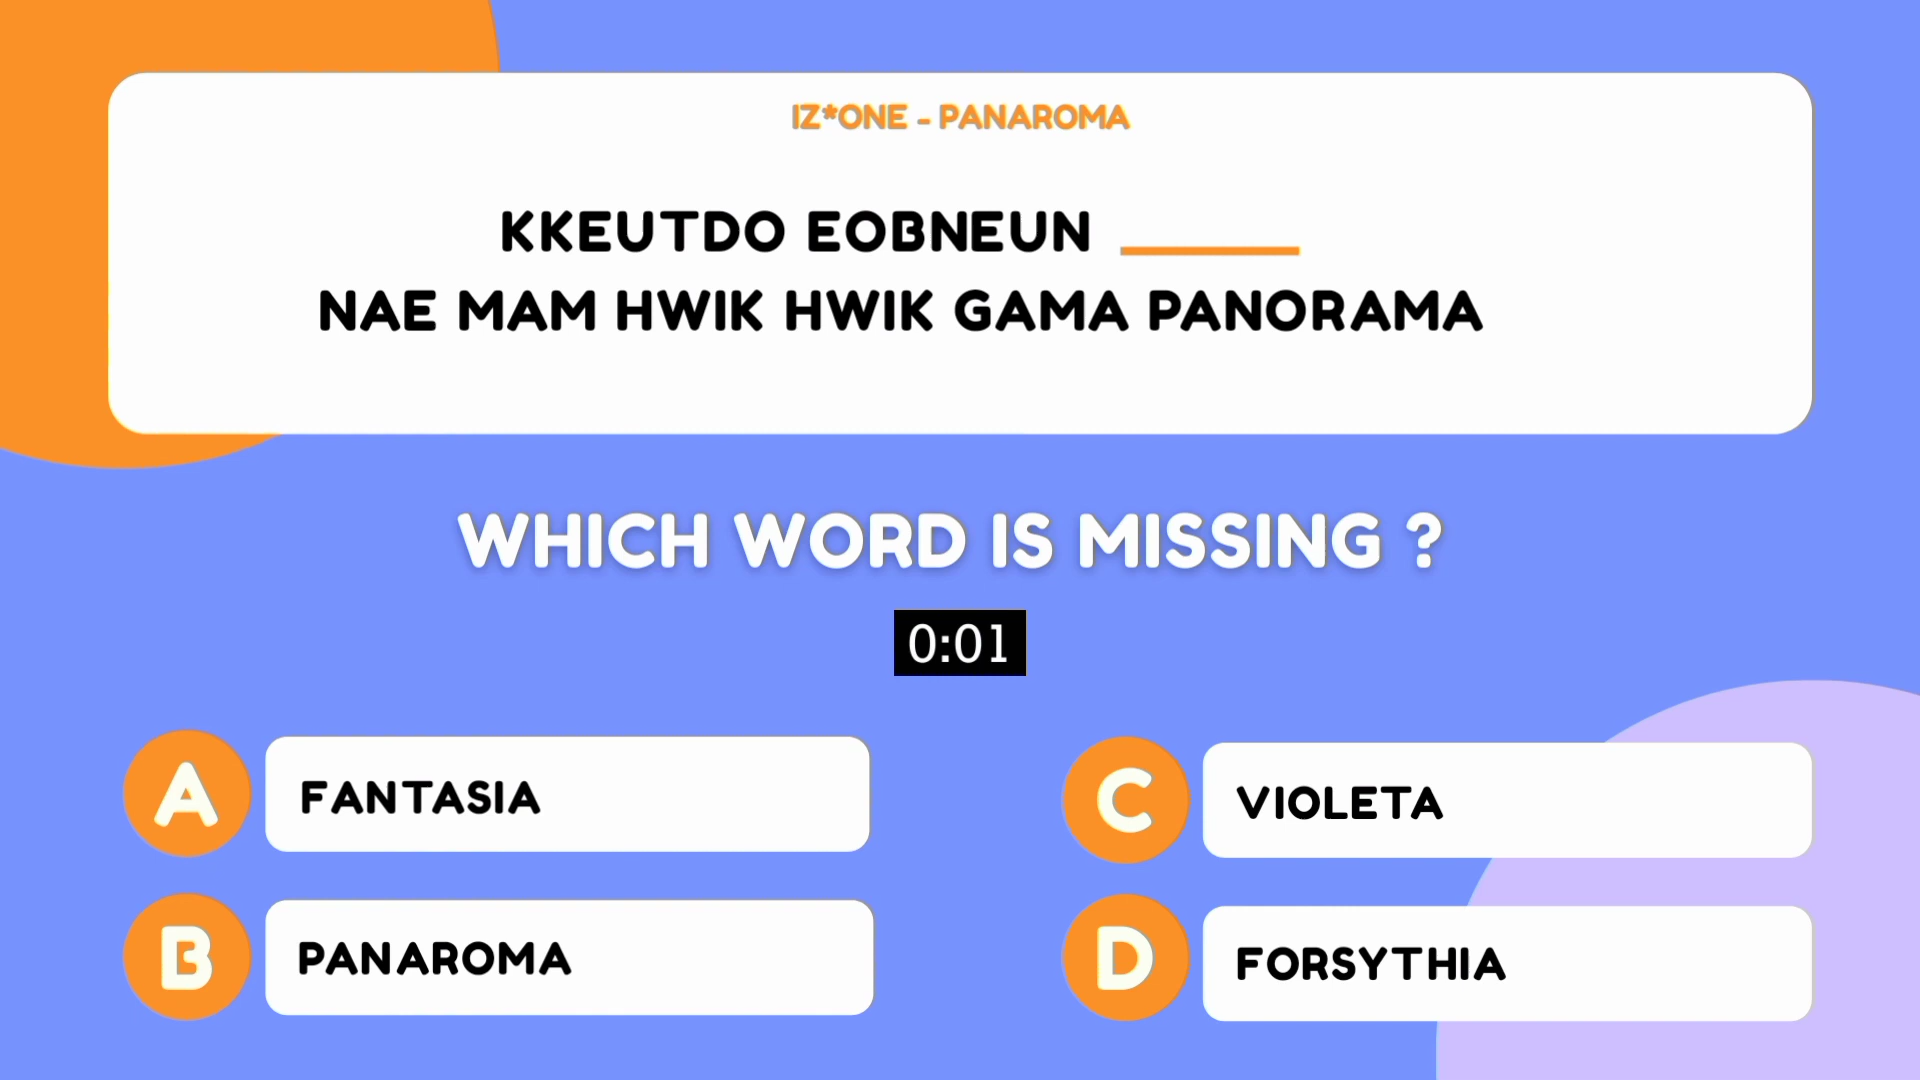 IZ*ONE - PANAROMA
KKEUTDO EOBNEUN ______
NAE MAM HWIK HWIK GAMA PANORAMA
WHICH WORD IS MISSING ?
0:01
A FANTASIA
B PANAROMA
C VIOLETA
D FORSYTHIA